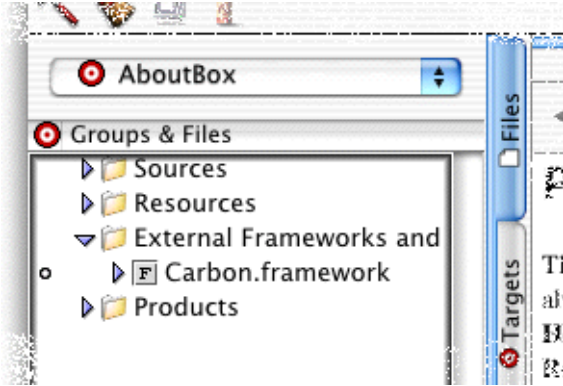 AboutBox
Groups & Files
Sources
Resources
External Frameworks and
F Carbon.framework
Products
Files
Targets